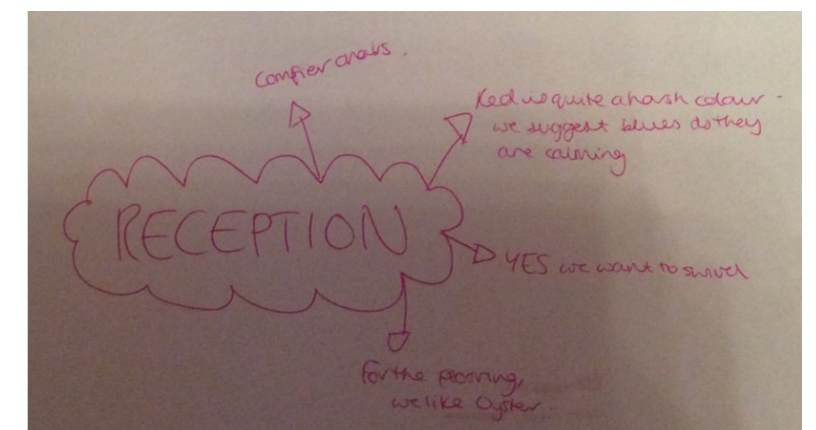 Comfier chairs.
Red is quite a harsh colour -
we suggest blues as they
are calming
RECEPTION
YES we want to swivel
For the flooring,
we like Oyster.